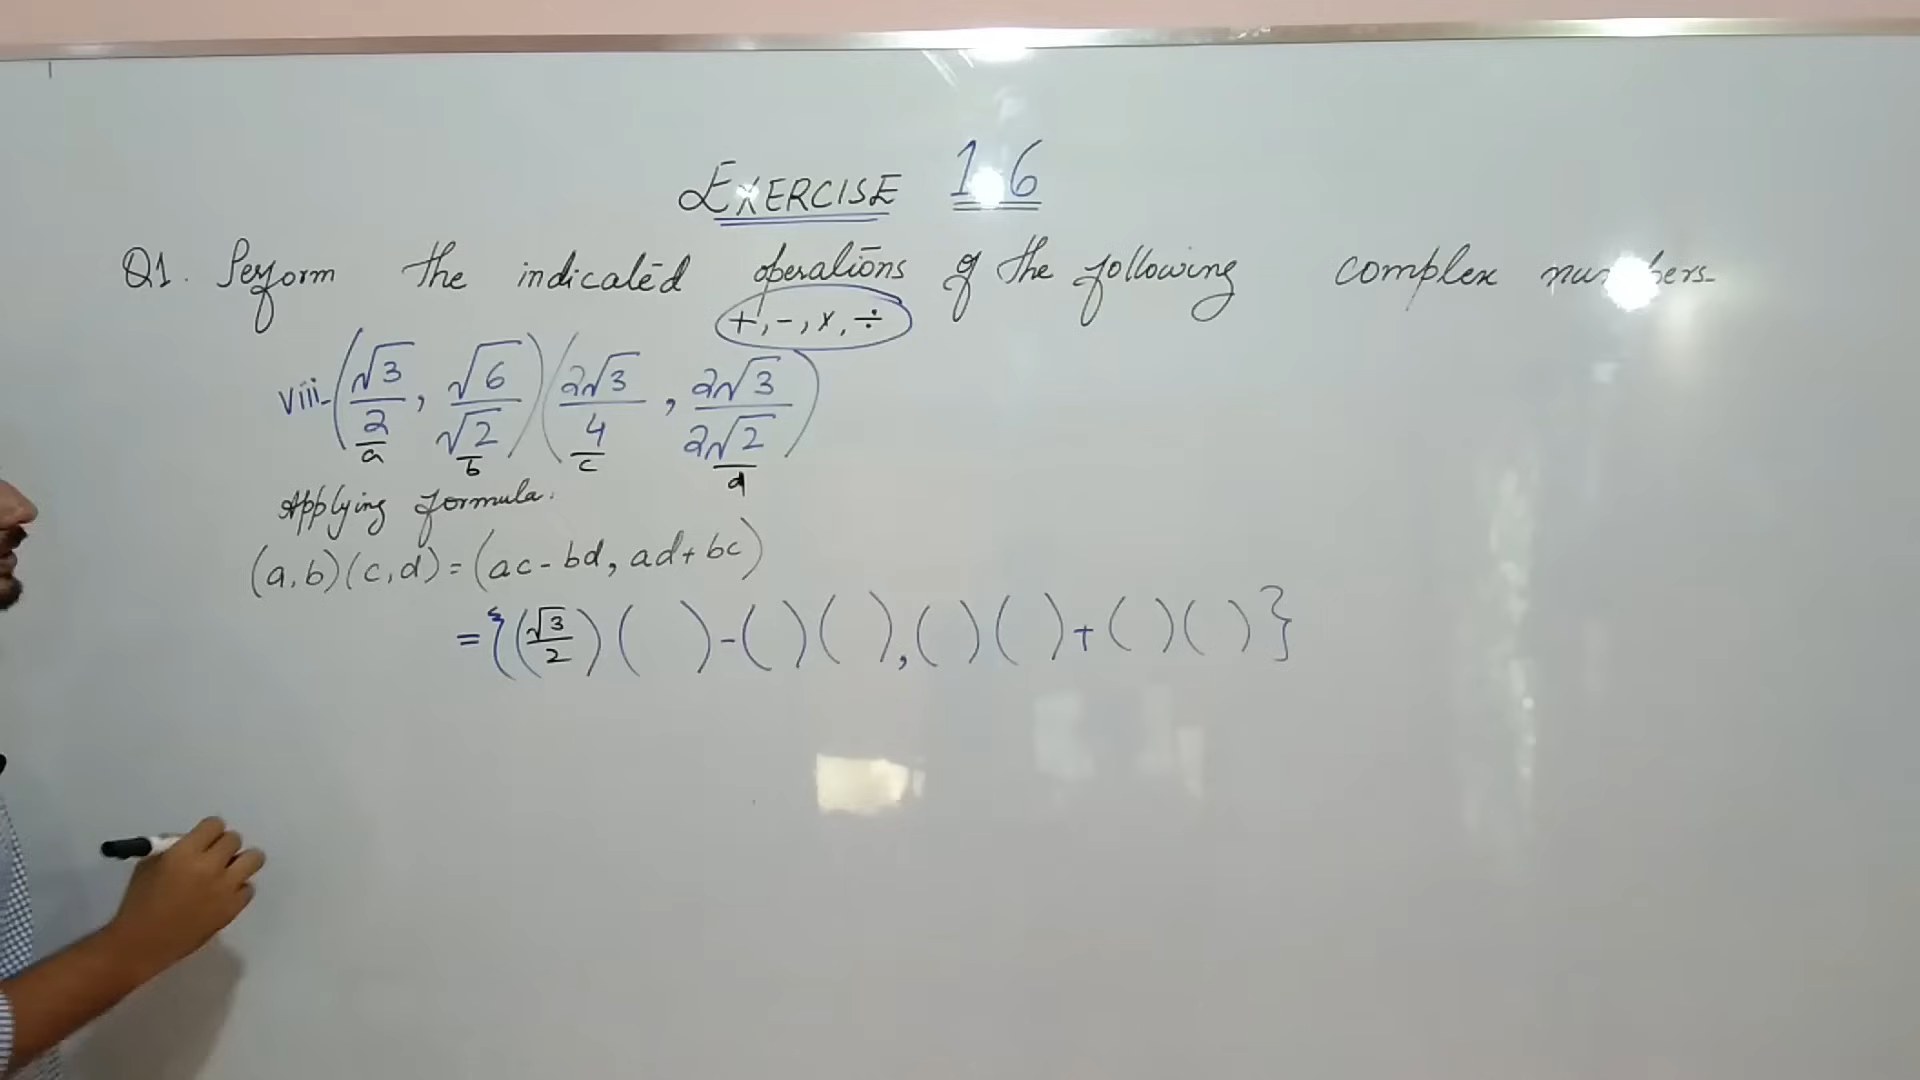 EXERCISE 1.6
Q1. Perform the indicated operations of the following complex numbers.
+, -, x, ÷
viii- (√3/2, √6/√2)(2√3/4, 2√3/2√2)
a b c d
Applying formula.
(a,b)(c,d) = (ac - bd, ad + bc)
= {(√3/2)( ) - ( )( ), ( )( ) + ( )( )}